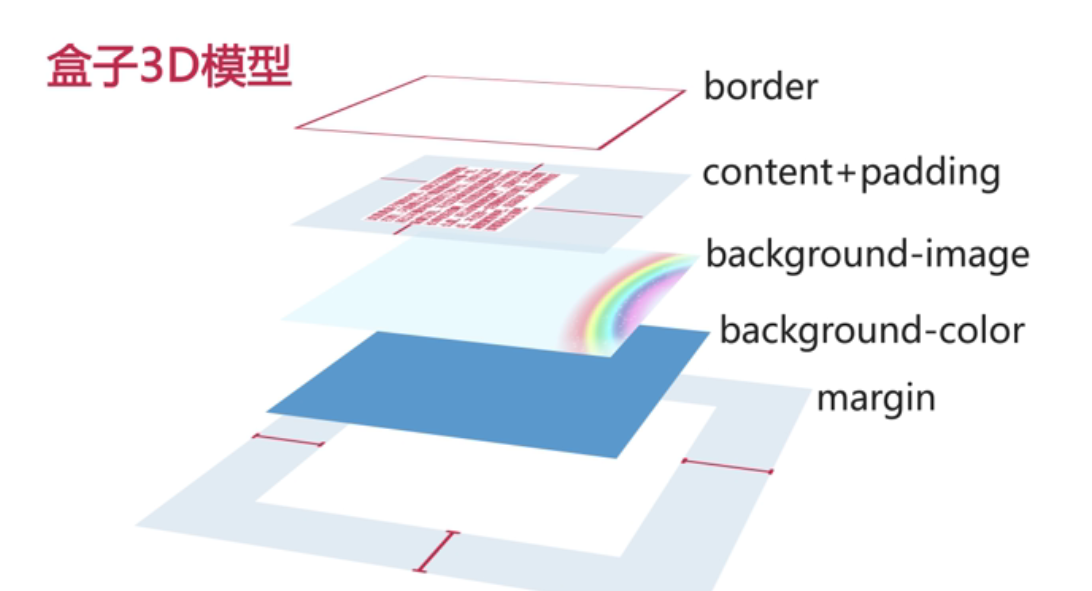 盒子3D模型
border
content+padding
background-image
background-color
margin